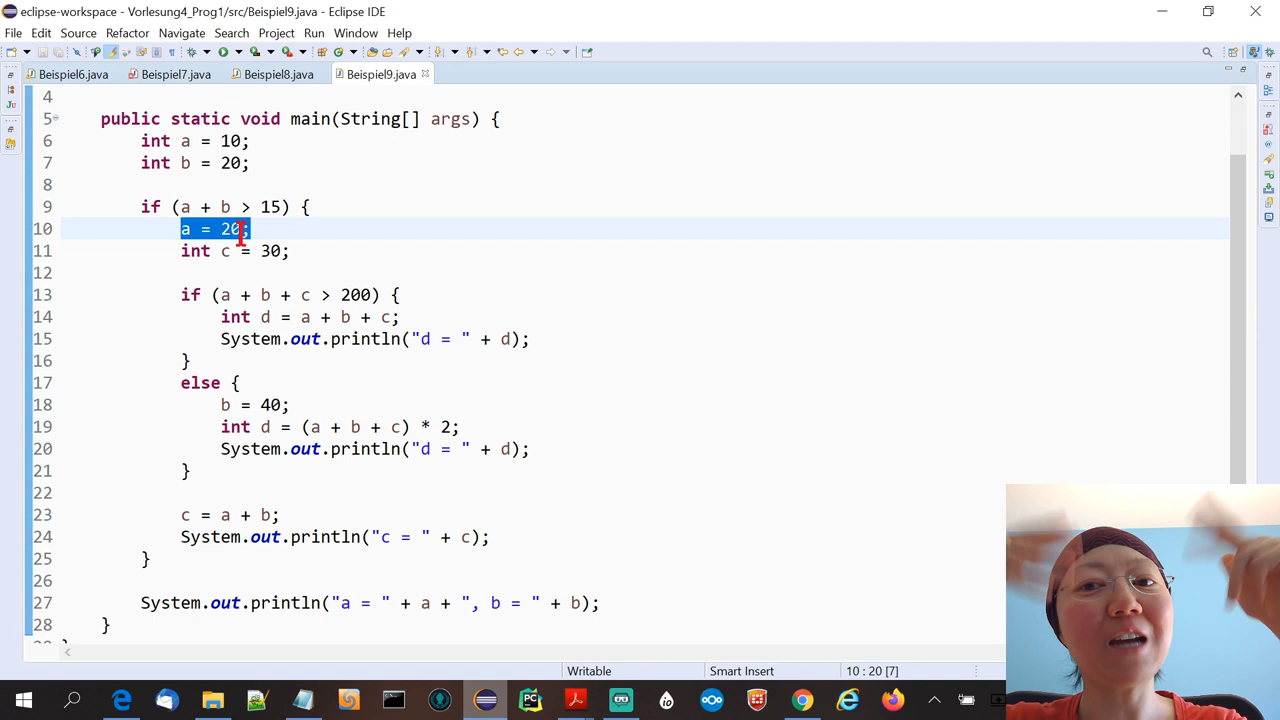 eclipse-workspace - Vorlesung4_Prog1/src/Beispiel9.java - Eclipse IDE
File Edit Source Refactor Navigate Search Project Run Window Help
Beispiel6.java Beispiel7.java Beispiel8.java Beispiel9.java
4
5 public static void main(String[] args) {
6 int a = 10;
7 int b = 20;
8
9 if (a + b > 15) {
10 a = 20;
11 int c = 30;
12
13 if (a + b + c > 200) {
14 int d = a + b + c;
15 System.out.println("d = " + d);
16 }
17 else {
18 b = 40;
19 int d = (a + b + c) * 2;
20 System.out.println("d = " + d);
21 }
22
23 c = a + b;
24 System.out.println("c = " + c);
25 }
26
27 System.out.println("a = " + a + ", b = " + b);
28 }
Writable Smart Insert 10 : 20 [7]